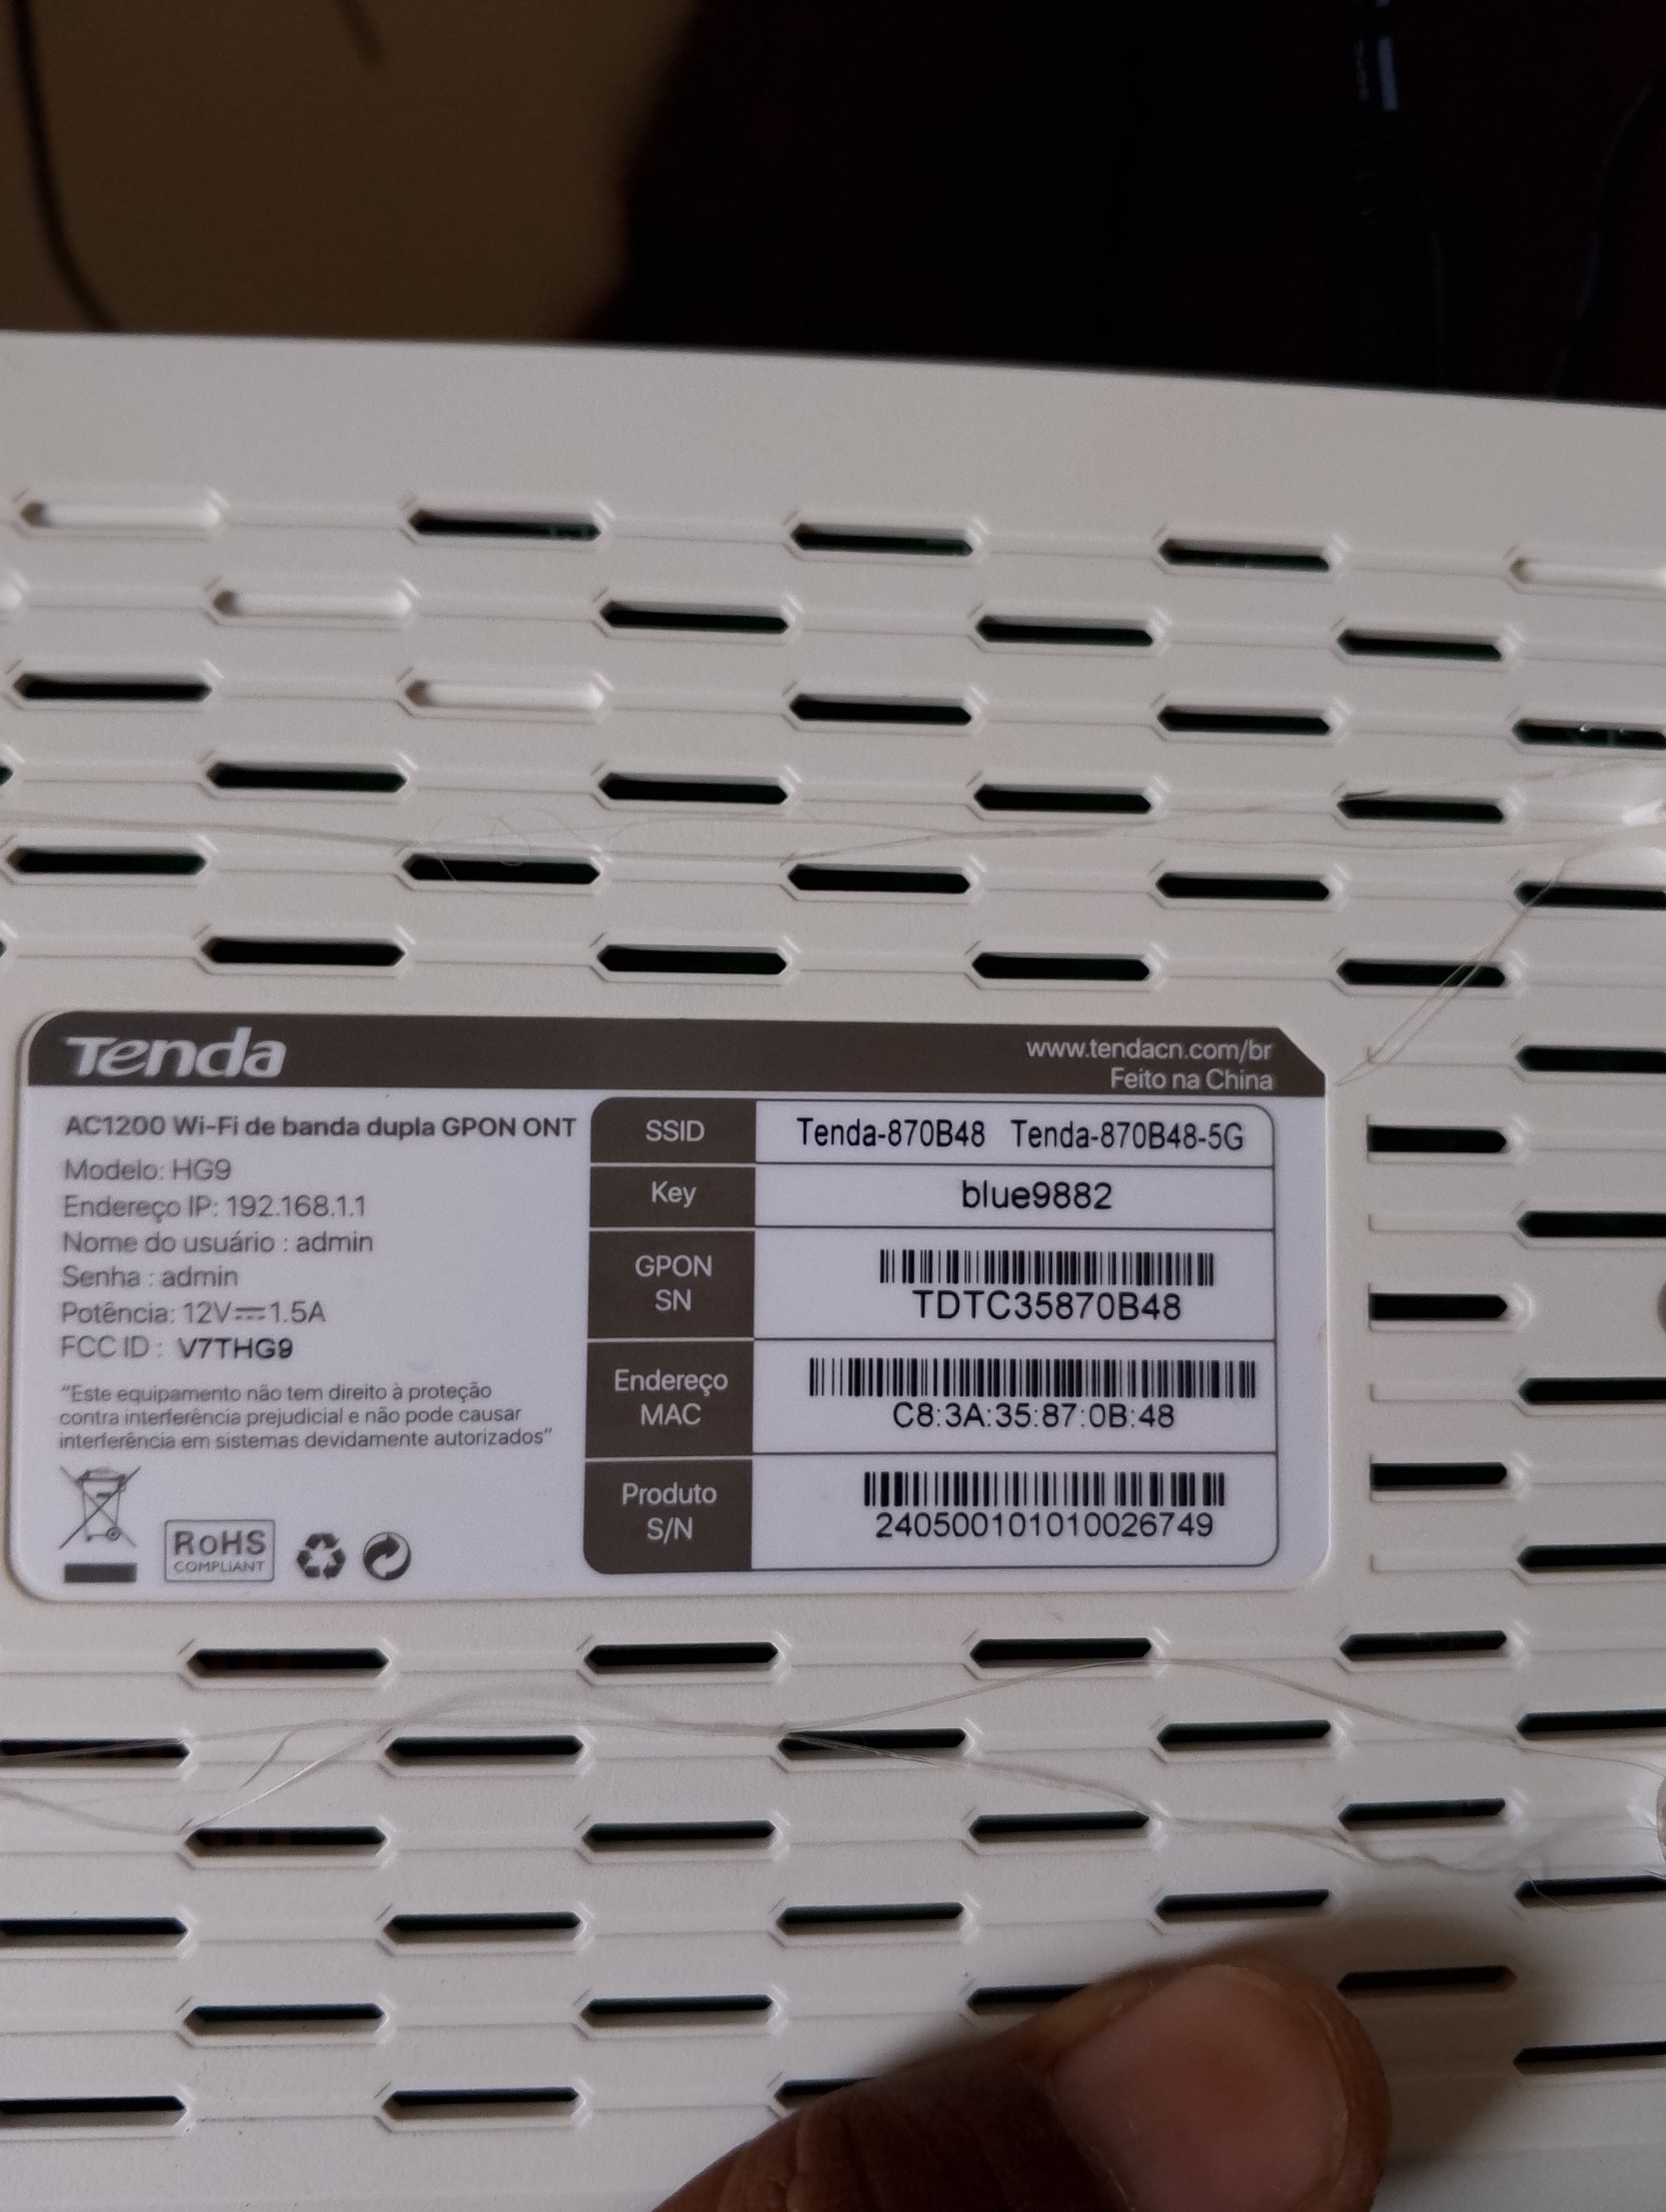 Tenda
www.tendacn.com/br
Feito na China
AC1200 Wi-Fi de banda dupla GPON ONT
Modelo: HG9
Endereço IP: 192.168.1.1
Nome do usuário : admin
Senha : admin
Potência: 12V⎓1.5A
FCC ID : V7THG9
"Este equipamento não tem direito à proteção
contra interferência prejudicial e não pode causar
interferência em sistemas devidamente autorizados"
RoHS
COMPLIANT
SSID Tenda-870B48 Tenda-870B48-5G
Key blue9882
GPON
SN
TDTC35870B48
Endereço
MAC
C8:3A:35:87:0B:48
Produto
S/N
240500101010026749